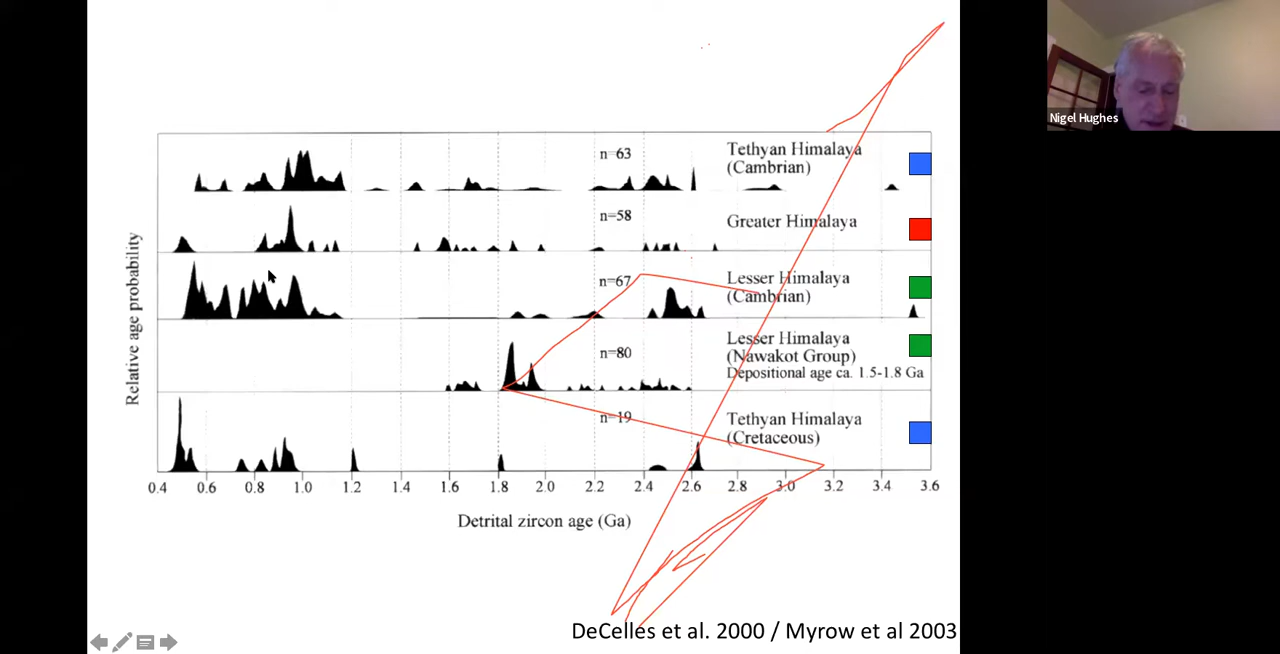 Nigel Hughes
n=63
Tethyan Himalaya
(Cambrian)
n=58
Greater Himalaya
n=67
Lesser Himalaya
(Cambrian)
n=80
Lesser Himalaya
(Nawakot Group)
Depositional age ca. 1.5-1.8 Ga
n=19
Tethyan Himalaya
(Cretaceous)
Relative age probability
0.4 0.6 0.8 1.0 1.2 1.4 1.6 1.8 2.0 2.2 2.4 2.6 2.8 3.0 3.2 3.4 3.6
Detrital zircon age (Ga)
DeCelles et al. 2000 / Myrow et al 2003